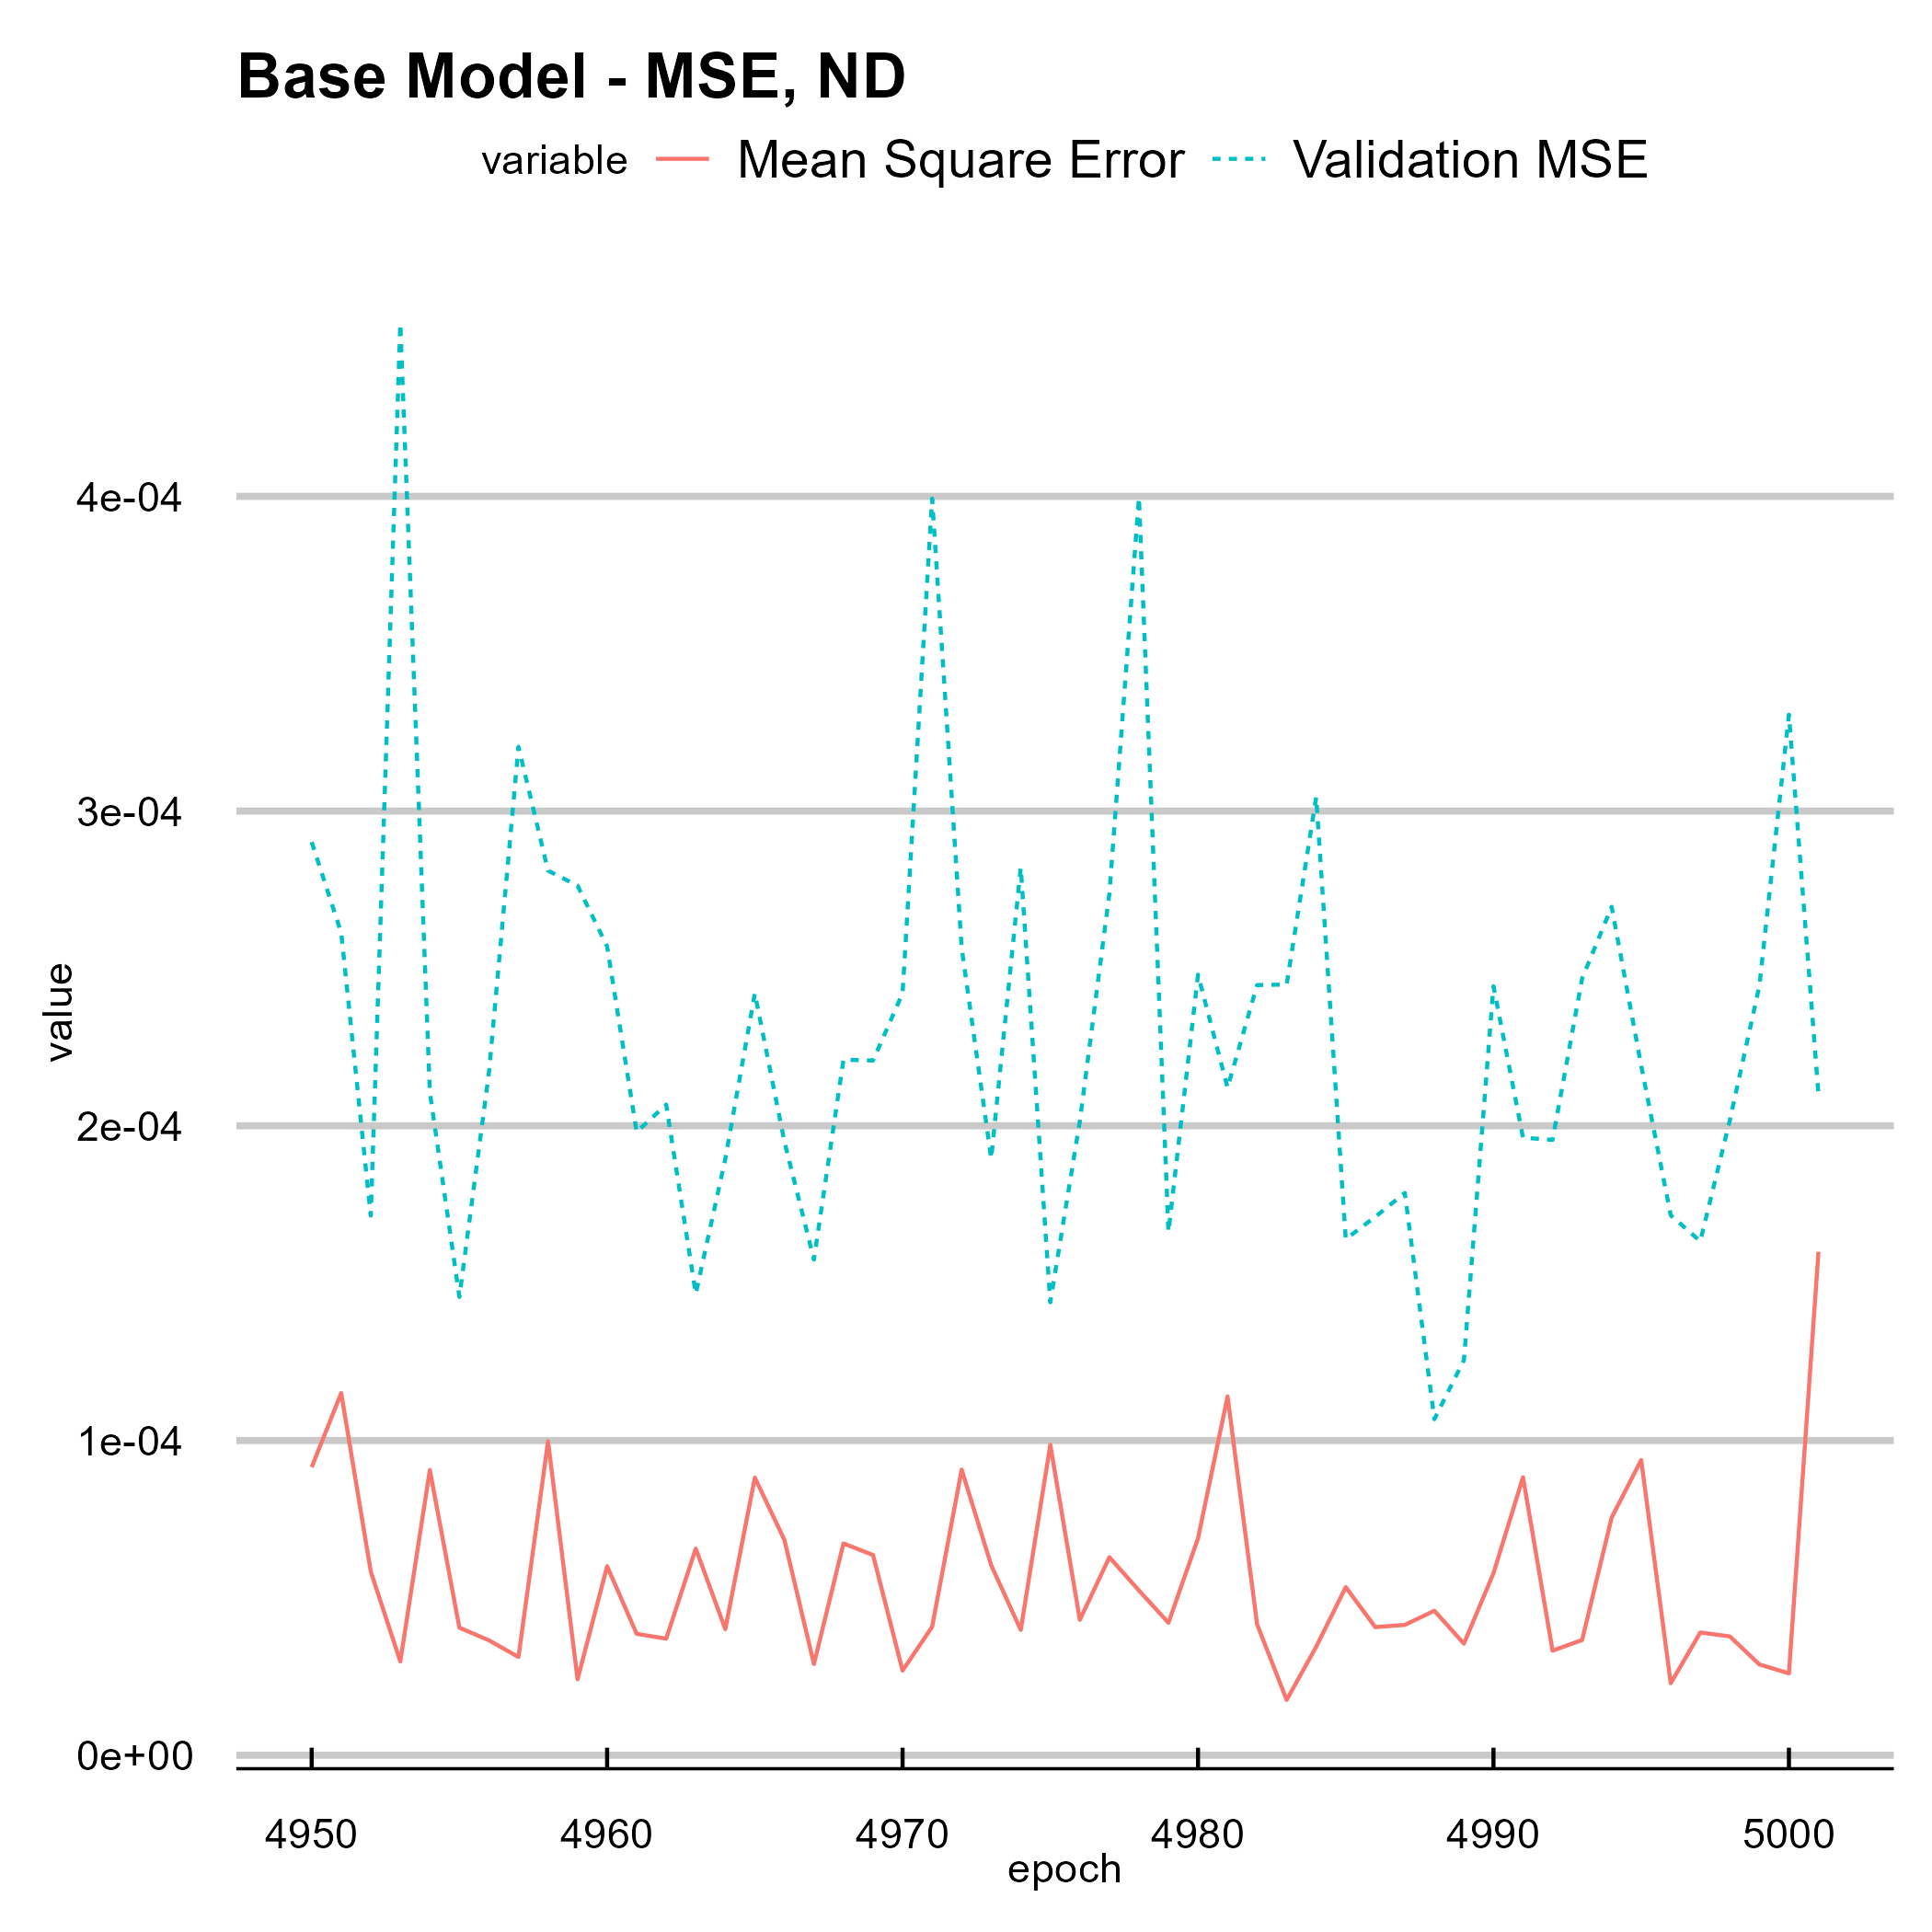 Base Model - MSE, ND
variable Mean Square Error Validation MSE
4e-04
3e-04
2e-04
1e-04
0e+00
value
4950 4960 4970 4980 4990 5000
epoch